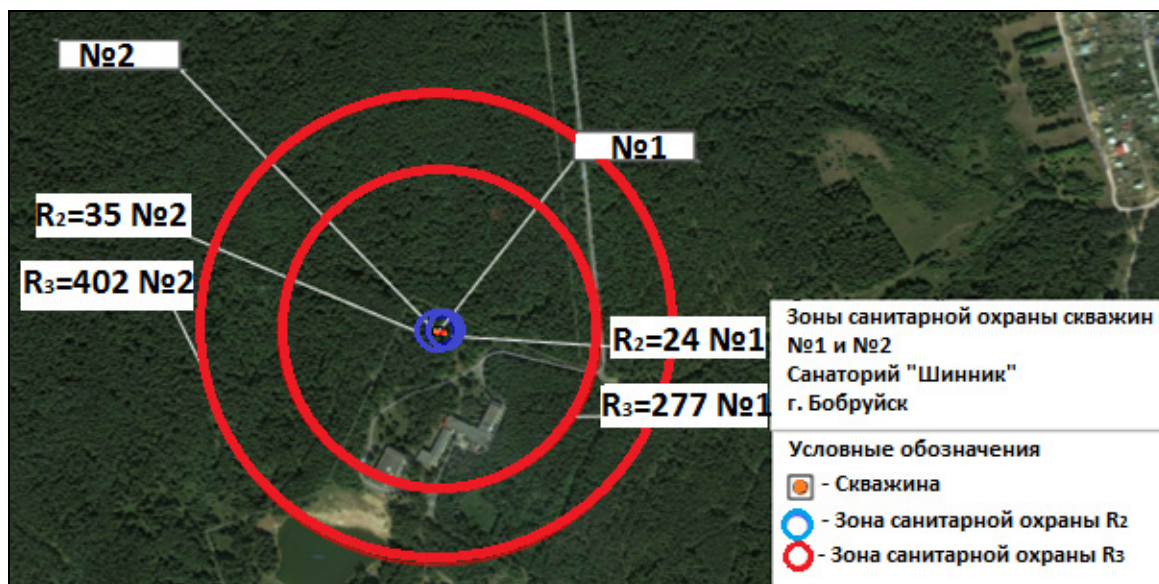 №2
№1
R₂=35 №2
R₃=402 №2
R₂=24 №1
R₃=277 №1
Зоны санитарной охраны скважин
№1 и №2
Санаторий "Шинник"
г. Бобруйск
Условные обозначения
- Скважина
- Зона санитарной охраны R₂
- Зона санитарной охраны R₃